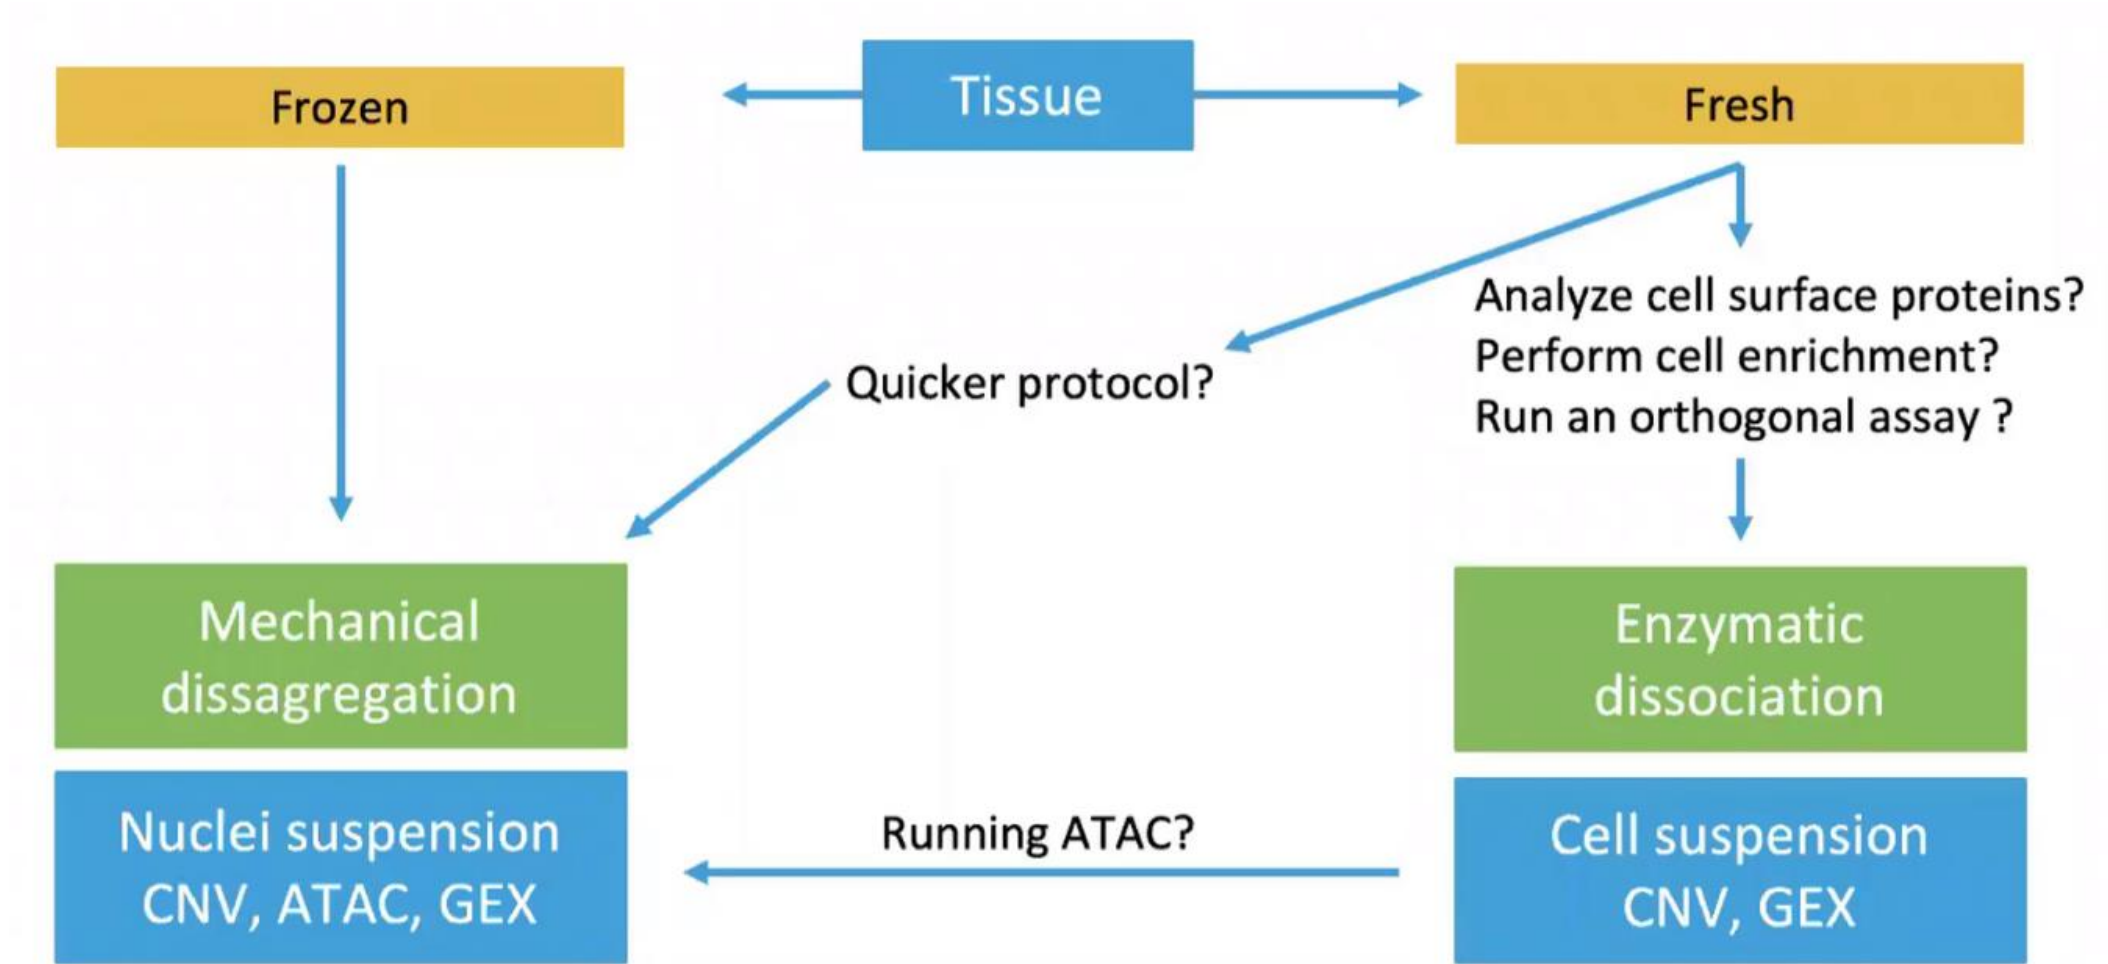 Frozen
Tissue
Fresh
Analyze cell surface proteins?
Perform cell enrichment?
Run an orthogonal assay ?
Quicker protocol?
Mechanical
dissagregation
Enzymatic
dissociation
Nuclei suspension
CNV, ATAC, GEX
Running ATAC?
Cell suspension
CNV, GEX